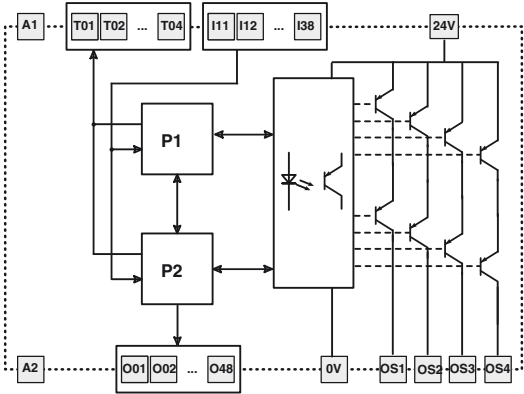 A1 T01 T02 ... T04 I11 I12 ... I38 24V
P1
P2
A2 O01 O02 ... O48 0V OS1 OS2 OS3 OS4